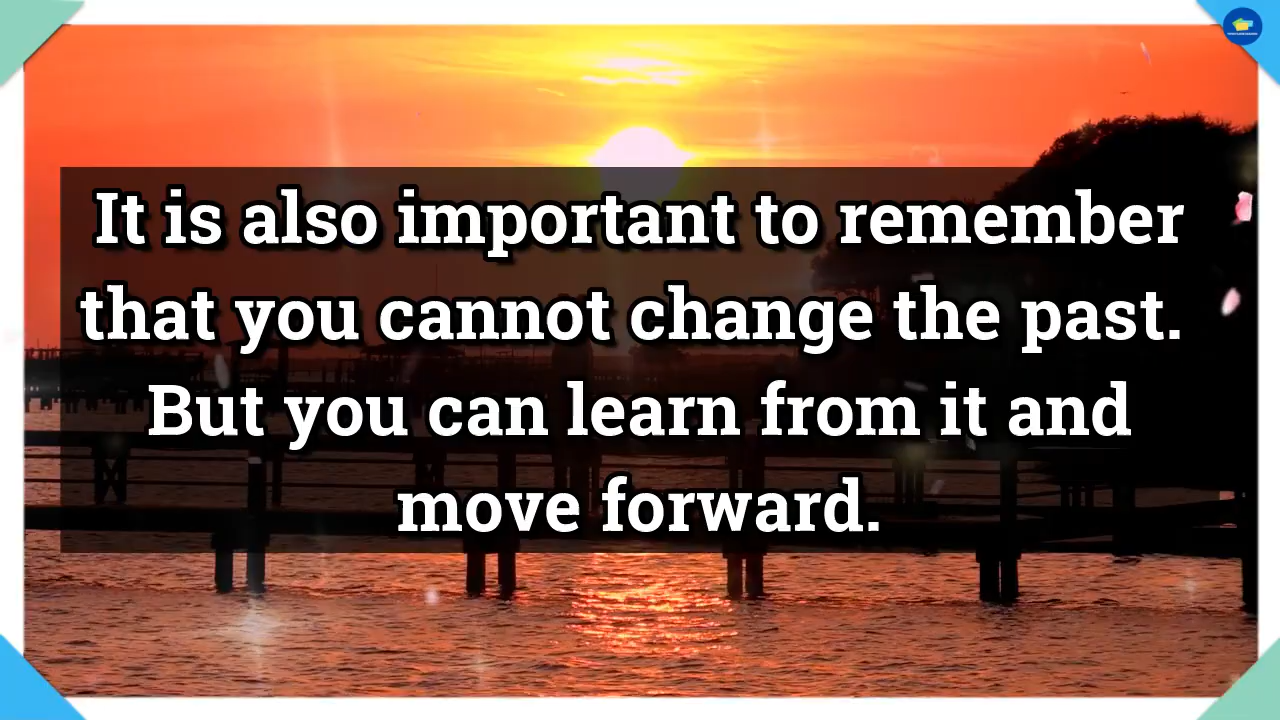 It is also important to remember
that you cannot change the past.
But you can learn from it and
move forward.